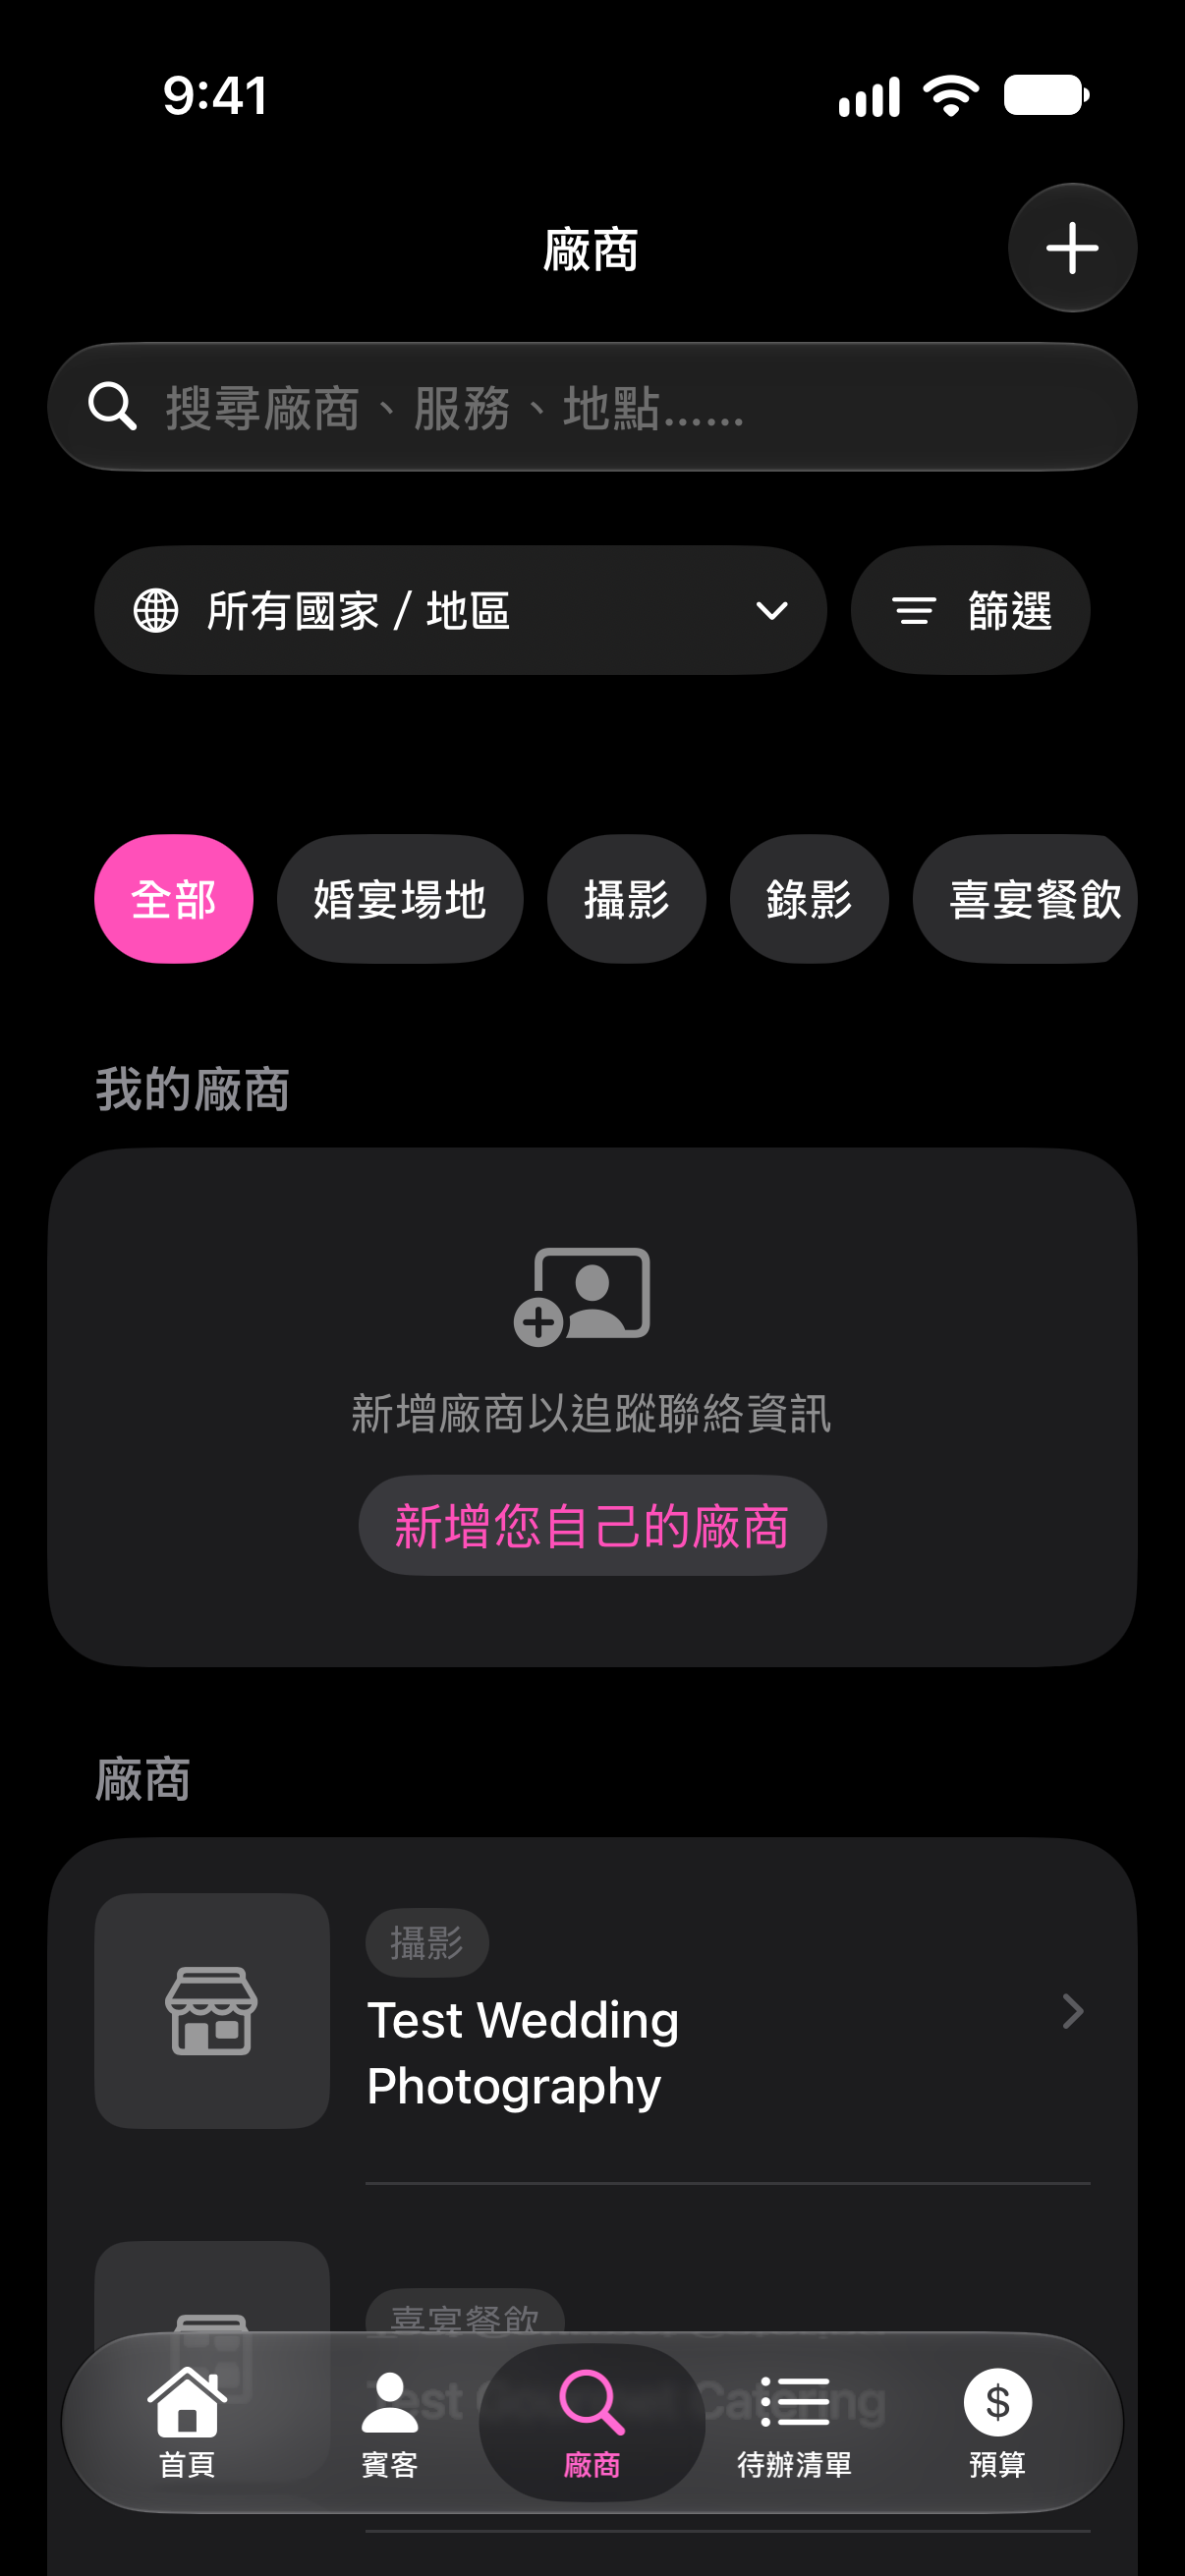 9:41
廠商
搜尋廠商、服務、地點……
所有國家 / 地區
篩選
全部
婚宴場地
攝影
錄影
喜宴餐飲
我的廠商
新增廠商以追蹤聯絡資訊
新增您自己的廠商
廠商
攝影
Test Wedding
Photography
喜宴餐飲
Test
Catering
首頁
賓客
廠商
待辦清單
預算